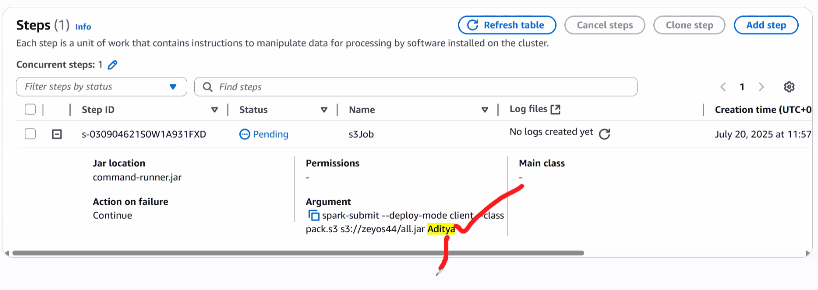 Steps (1) Info
Refresh table
Cancel steps
Clone step
Add step
Each step is a unit of work that contains instructions to manipulate data for processing by software installed on the cluster.
Concurrent steps: 1
Filter steps by status
Find steps
1
Step ID
Status
Name
Log files
Creation time (UTC+0
s-030904621S0W1A931FXD
Pending
s3Job
No logs created yet
July 20, 2025 at 11:57
Jar location
command-runner.jar
Permissions
-
Main class
-
Action on failure
Continue
Argument
spark-submit --deploy-mode client --class
pack.s3 s3://zeyos44/all.jar Aditya